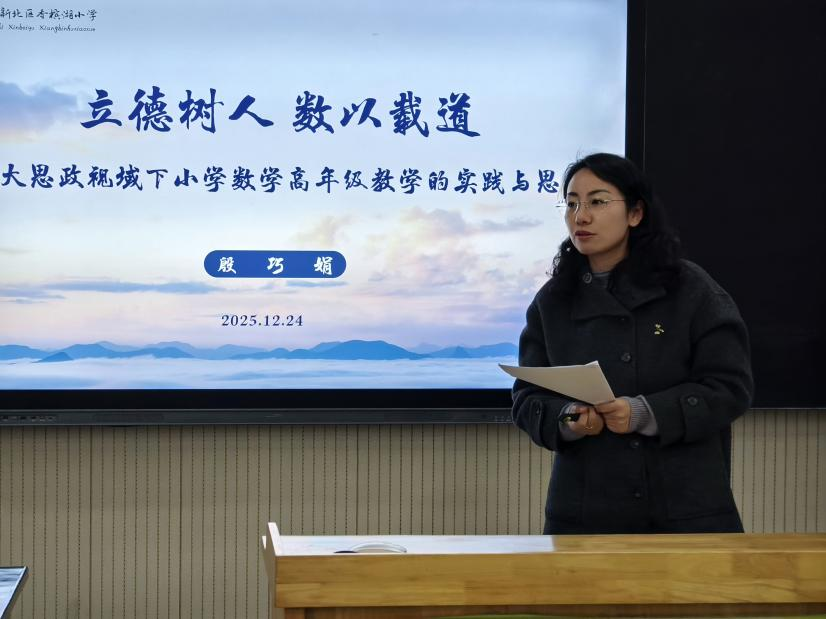 新北区香槟湖小学
Xinbeiqu Xiangbinhuxiaoxue
立德树人 数以载道
大思政视域下小学数学高年级教学的实践与思
殷 巧 娟
2025.12.24